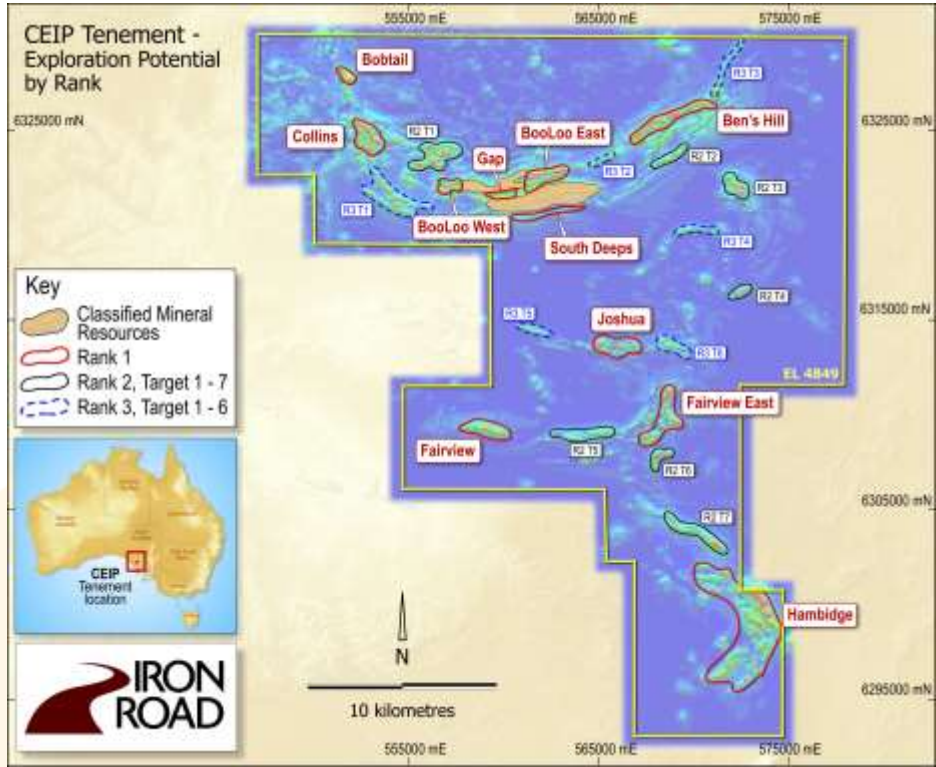 555000 mE
565000 mE
575000 mE
CEIP Tenement -
Exploration Potential
by Rank
Bobtail
R3 T3
6325000 mN
6325000 mN
Collins
R2 T1
BooLoo East
Ben's Hill
Gap
R3 T2
R2 T2
R2 T3
R3 T1
BooLoo West
South Deeps
R3 T4
Key
Classified Mineral
Resources
Rank 1
Rank 2, Target 1 - 7
Rank 3, Target 1 - 6
R2 T4
6315000 mN
R3 T5
Joshua
R3 T6
EL 4849
Fairview East
Fairview
R2 T5
R2 T6
6305000 mN
R2 T7
CEIP
Tenement
location
Hambidge
N
IRON
ROAD
10 kilometres
6295000 mN
555000 mE
565000 mE
575000 mE